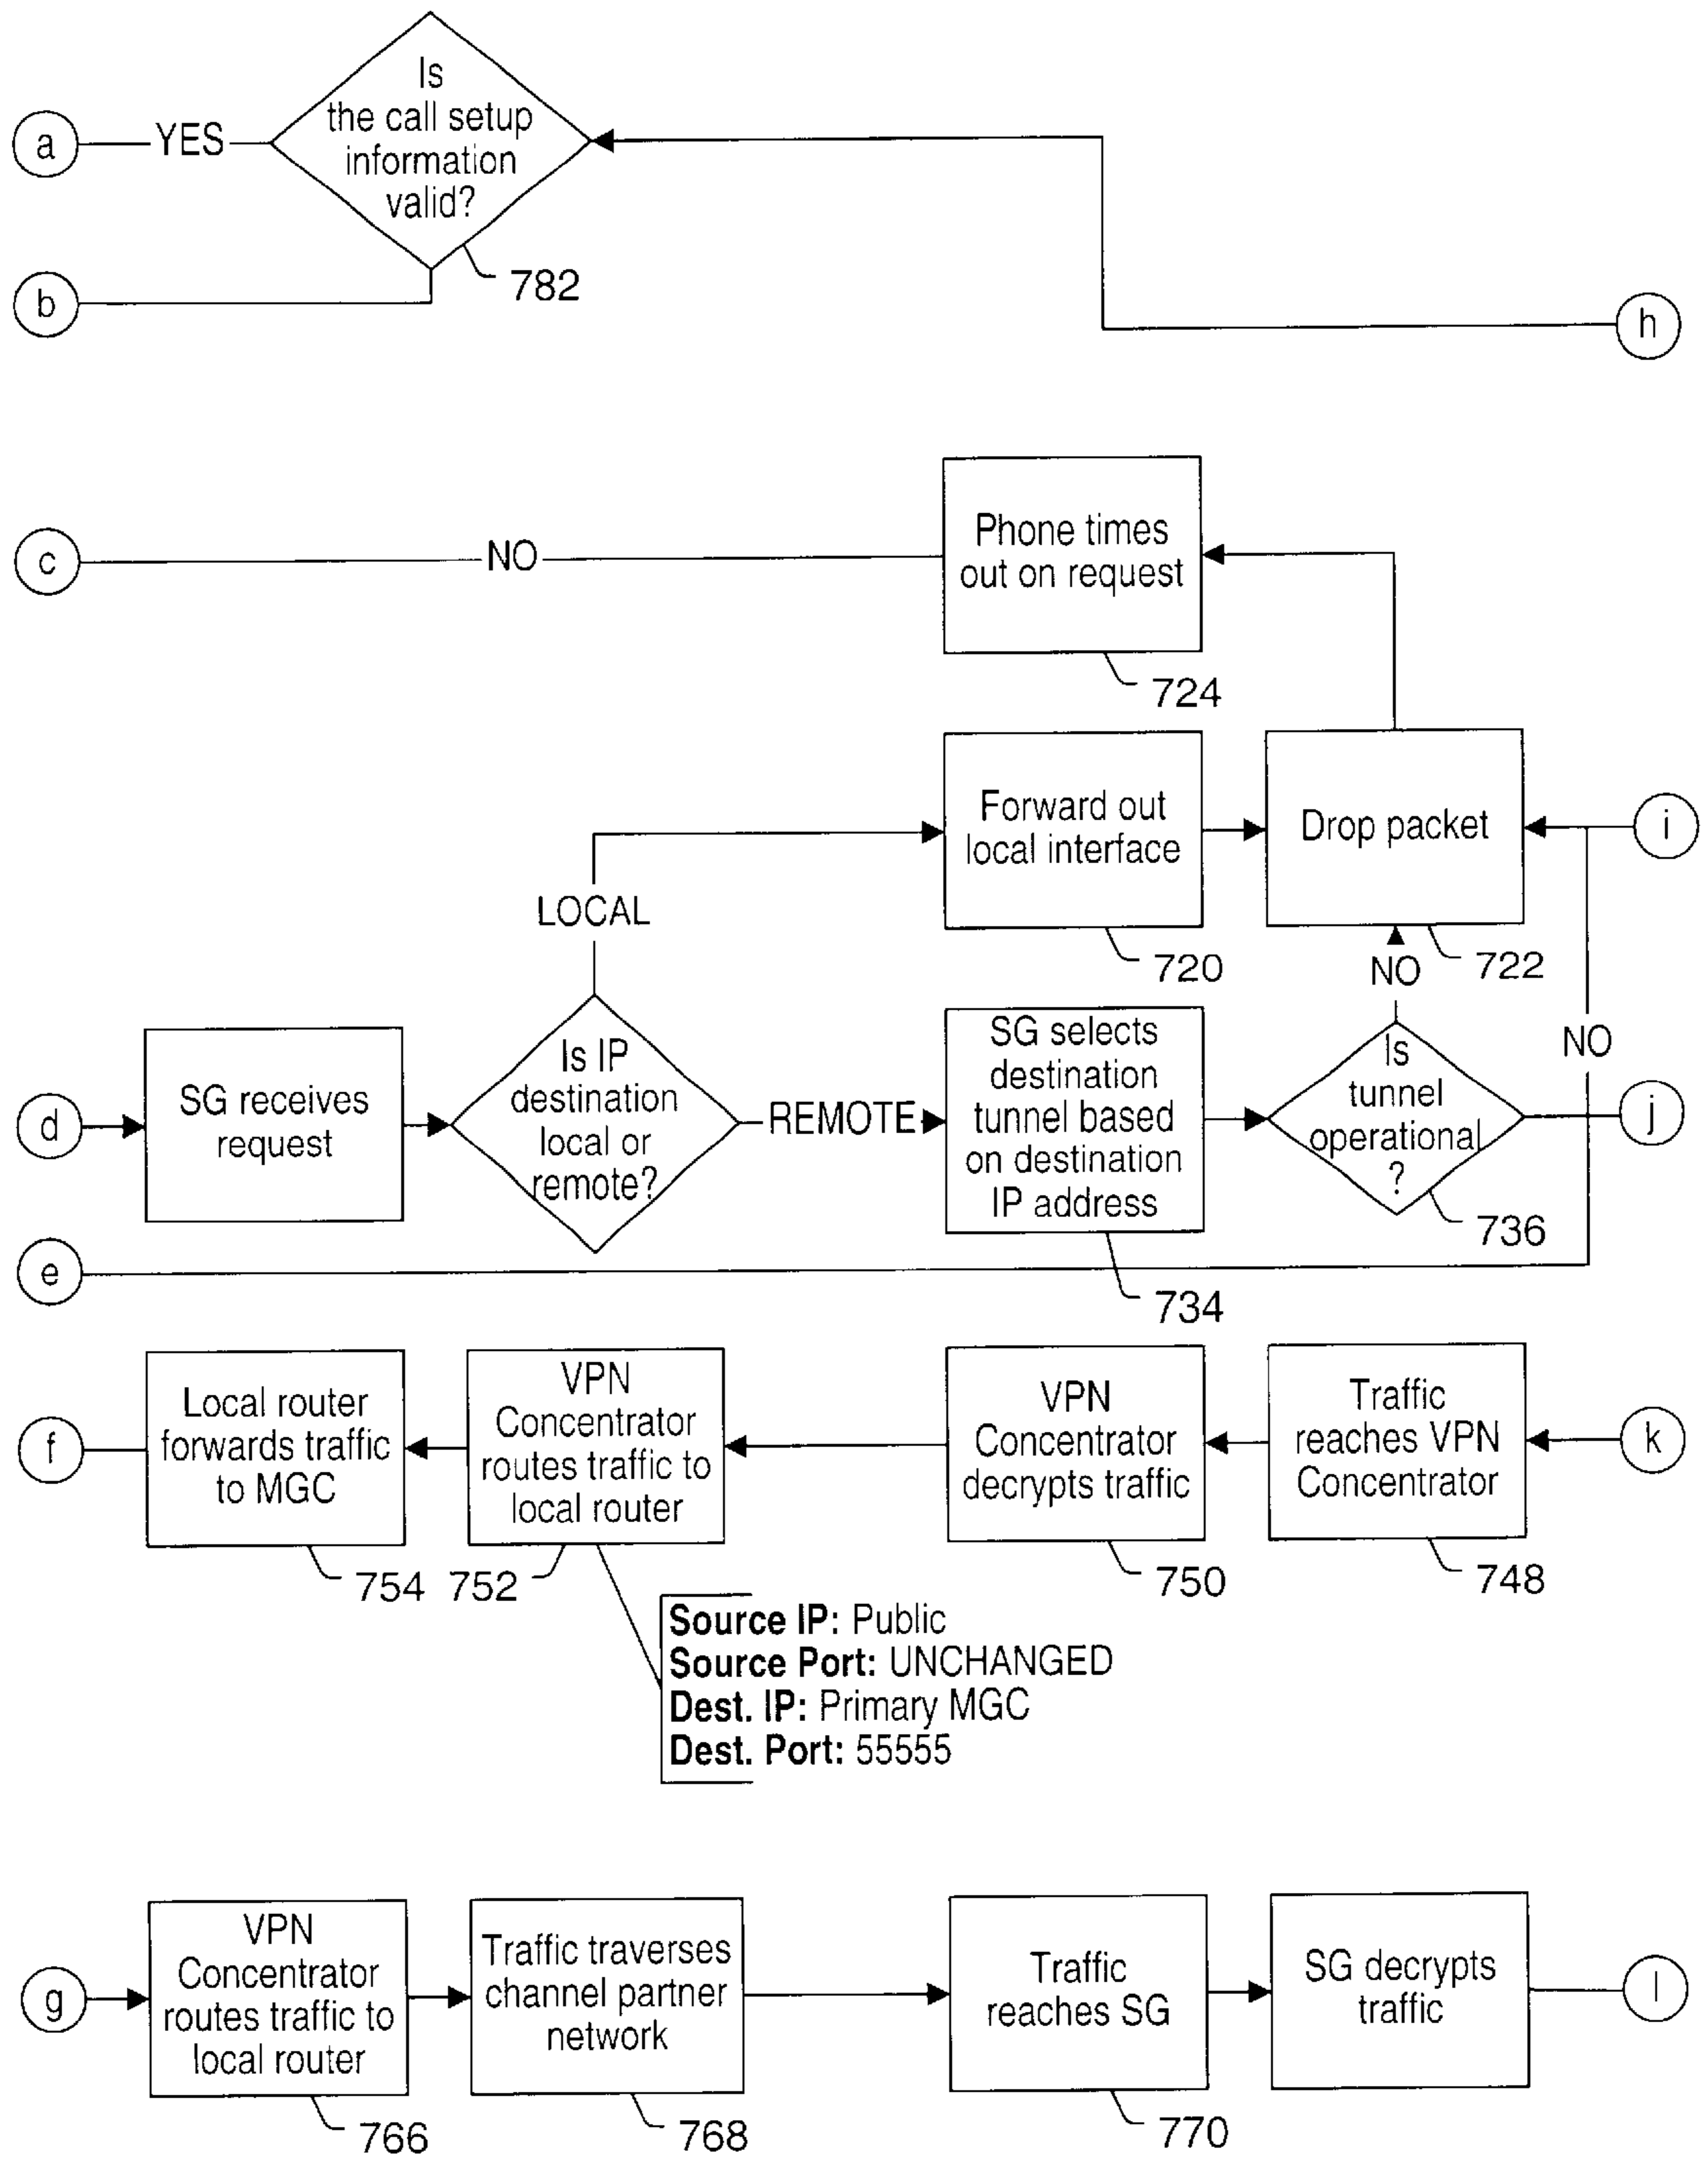 Is
the call setup
information
valid?
a
YES
782
b
h
Phone times
out on request
c
NO
724
Forward out
local interface
Drop packet
i
LOCAL
720
NO
722
SG receives
request
Is IP
destination
local or
remote?
REMOTE
SG selects
destination
tunnel based
on destination
IP address
Is
tunnel
operational
?
NO
d
j
736
e
734
f
Local router
forwards traffic
to MGC
VPN
Concentrator
routes traffic to
local router
VPN
Concentrator
decrypts traffic
Traffic
reaches VPN
Concentrator
k
754
752
750
748
Source IP: Public
Source Port: UNCHANGED
Dest. IP: Primary MGC
Dest. Port: 55555
g
VPN
Concentrator
routes traffic to
local router
Traffic traverses
channel partner
network
Traffic
reaches SG
SG decrypts
traffic
l
766
768
770